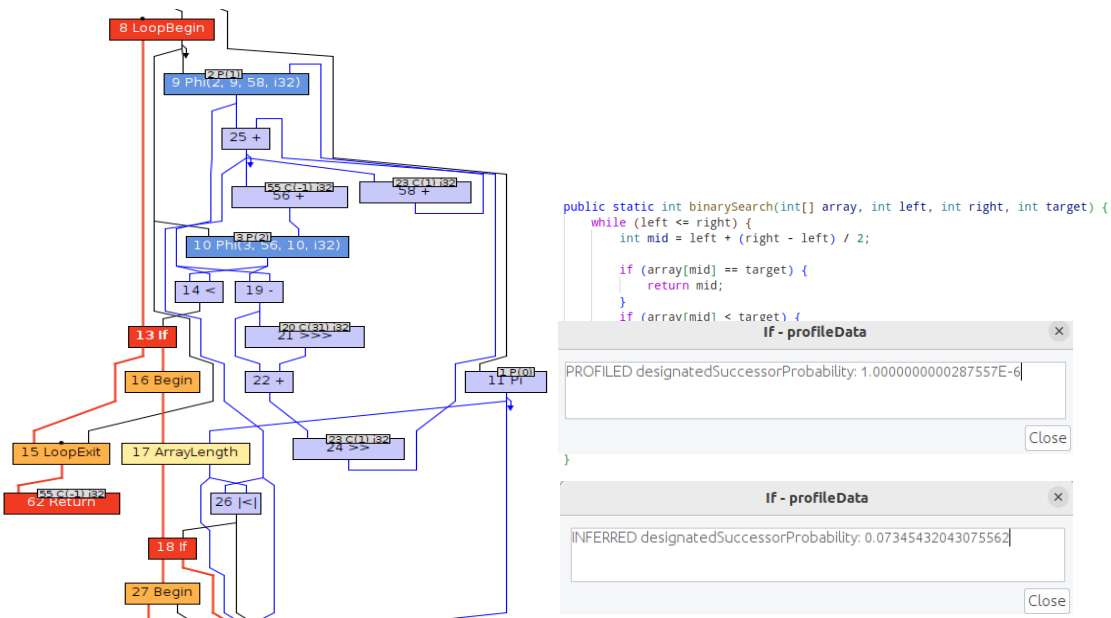 8 LoopBegin
2 P(1)
9 Phi(2, 9, 58, i32)
25 +
55 C(-1) i32
56 +
23 C(1) i32
58 +
3 P(2)
10 Phi(3, 56, 10, i32)
14 <
19 -
13 If
20 C(31) i32
21 >>>
16 Begin
22 +
1 P(0)
11 Pi
15 LoopExit
17 ArrayLength
23 C(1) i32
24 >>
55 C(-1) i32
62 Return
26 |<|
18 If
27 Begin
public static int binarySearch(int[] array, int left, int right, int target) {
while (left <= right) {
int mid = left + (right - left) / 2;
if (array[mid] == target) {
return mid;
}
if (array[mid] < target) {
If - profileData
PROFILED designatedSuccessorProbability: 1.0000000000287557E-6
Close
}
If - profileData
INFERRED designatedSuccessorProbability: 0.07345432043075562
Close